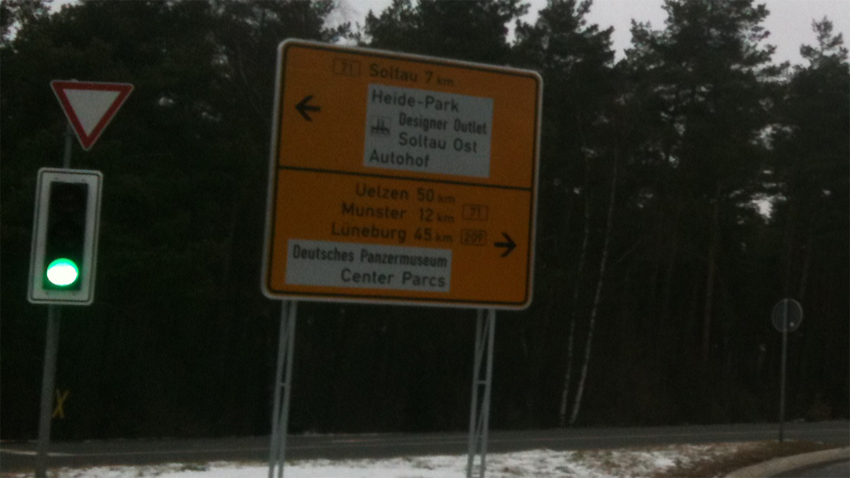 71 Soltau 7 km
Heide-Park
Designer Outlet
Soltau Ost
Autohof
Uelzen 50 km
Munster 12 km 71
Lüneburg 45 km 209
Deutsches Panzermuseum
Center Parcs